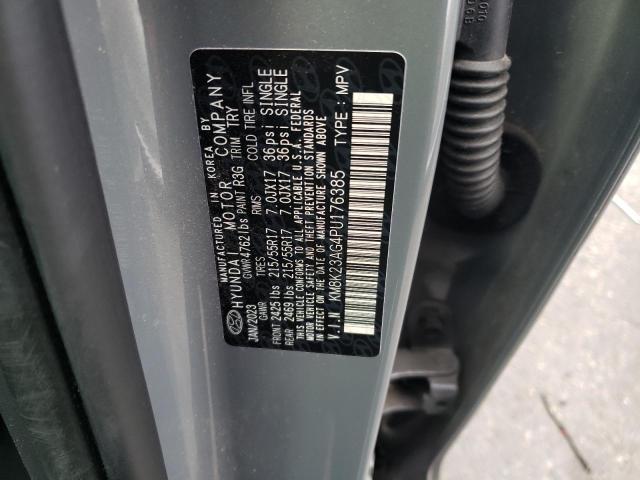 MANUFACTURED IN KOREA BY
HYUNDAI MOTOR COMPANY
JAN/2023 GVWR 4762lbs PAINT R3G TRIM TRY
GAWR TIRES RIMS COLD TIRE INFL
FRONT 2425 lbs 215/55R17 7.0JX17 36psi SINGLE
REAR 2469 lbs 215/55R17 7.0JX17 36psi SINGLE
THIS VEHICLE CONFORMS TO ALL APPLICABLE U.S.A. FEDERAL
MOTOR VEHICLE SAFETY AND THEFT PREVENTION STANDARDS
IN EFFECT ON THE DATE OF MANUFACTURE SHOWN ABOVE
V.I.N KM8K23AG4PU176385 TYPE : MPV